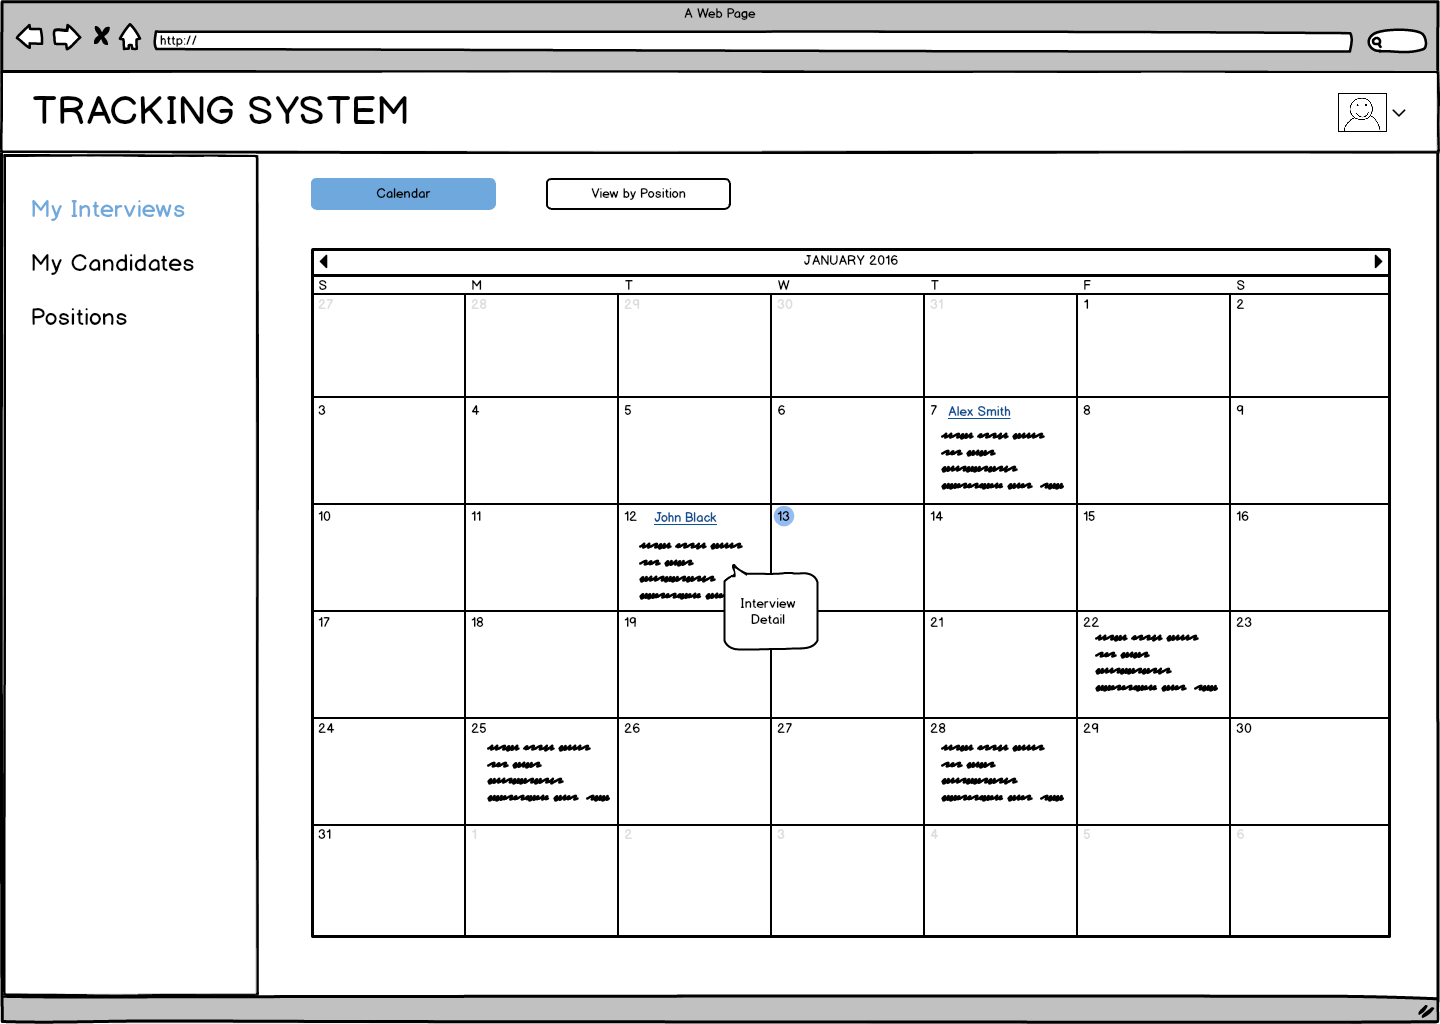 A Web Page
http://
TRACKING SYSTEM
My Interviews
My Candidates
Positions
Calendar
View by Position
JANUARY 2016
S M T W T F S
27 28 29 30 31 1 2
3 4 5 6 7 Alex Smith 8 9
10 11 12 John Black 13 14 15 16
Interview
Detail
17 18 19 21 22 23
24 25 26 27 28 29 30
31 1 2 3 4 5 6